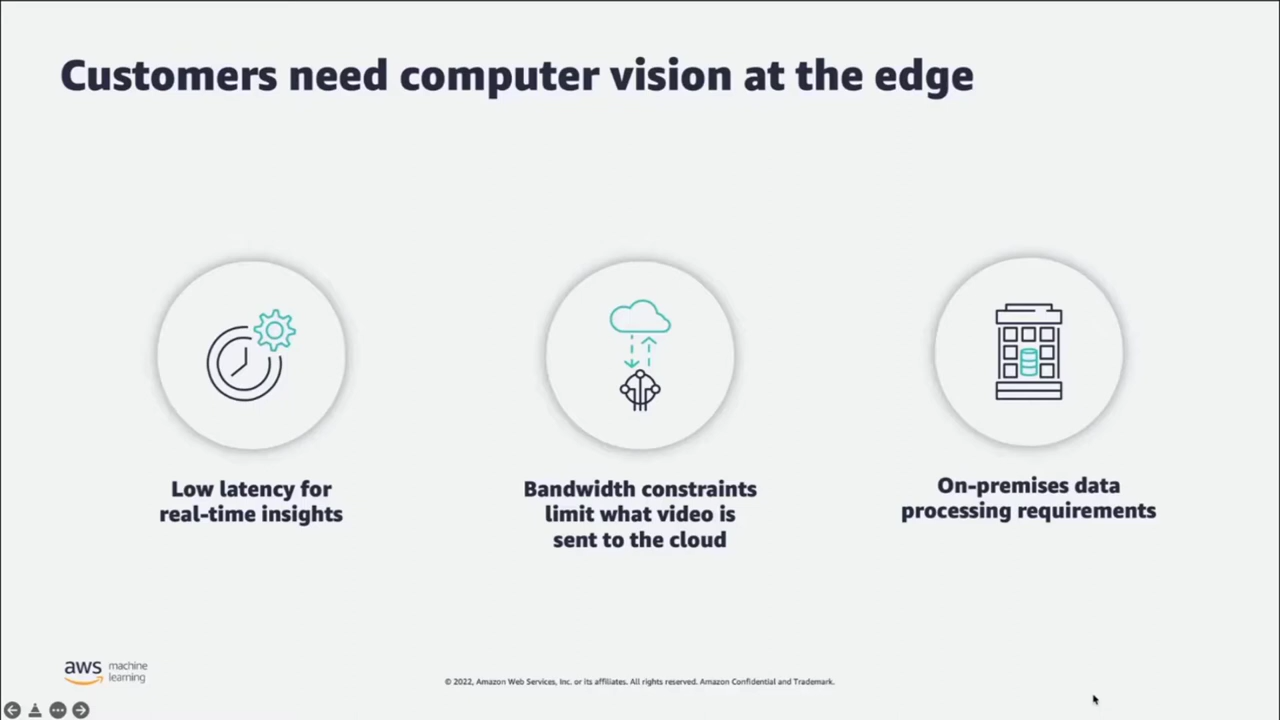 Customers need computer vision at the edge
Low latency for
real-time insights
Bandwidth constraints
limit what video is
sent to the cloud
On-premises data
processing requirements
aws machine
learning
© 2022, Amazon Web Services, Inc. or its affiliates. All rights reserved. Amazon Confidential and Trademark.